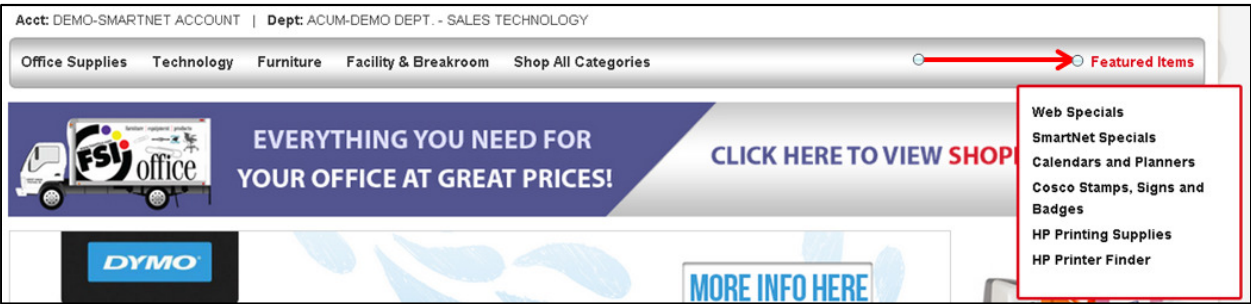 Acct: DEMO-SMARTNET ACCOUNT | Dept: ACUM-DEMO DEPT. - SALES TECHNOLOGY
Office Supplies Technology Furniture Facility & Breakroom Shop All Categories Featured Items
Web Specials
SmartNet Specials
Calendars and Planners
Cosco Stamps, Signs and
Badges
HP Printing Supplies
HP Printer Finder
furniture equipment products
FSI office
EVERYTHING YOU NEED FOR
YOUR OFFICE AT GREAT PRICES!
CLICK HERE TO VIEW SHOP
DYMO
MORE INFO HERE